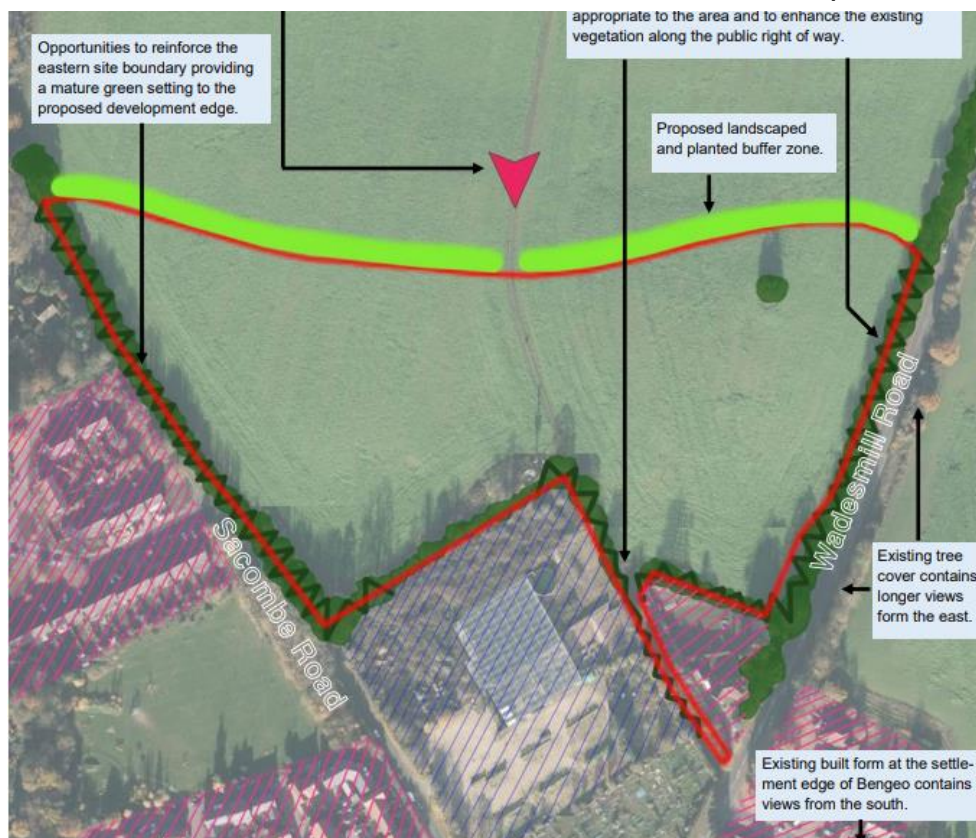 appropriate to the area and to enhance the existing
vegetation along the public right of way.
Opportunities to reinforce the
eastern site boundary providing
a mature green setting to the
proposed development edge.
Proposed landscaped
and planted buffer zone.
Sacombe Road
Wadesmill Road
Existing tree
cover contains
longer views
form the east.
Existing built form at the settle-
ment edge of Bengeo contains
views from the south.